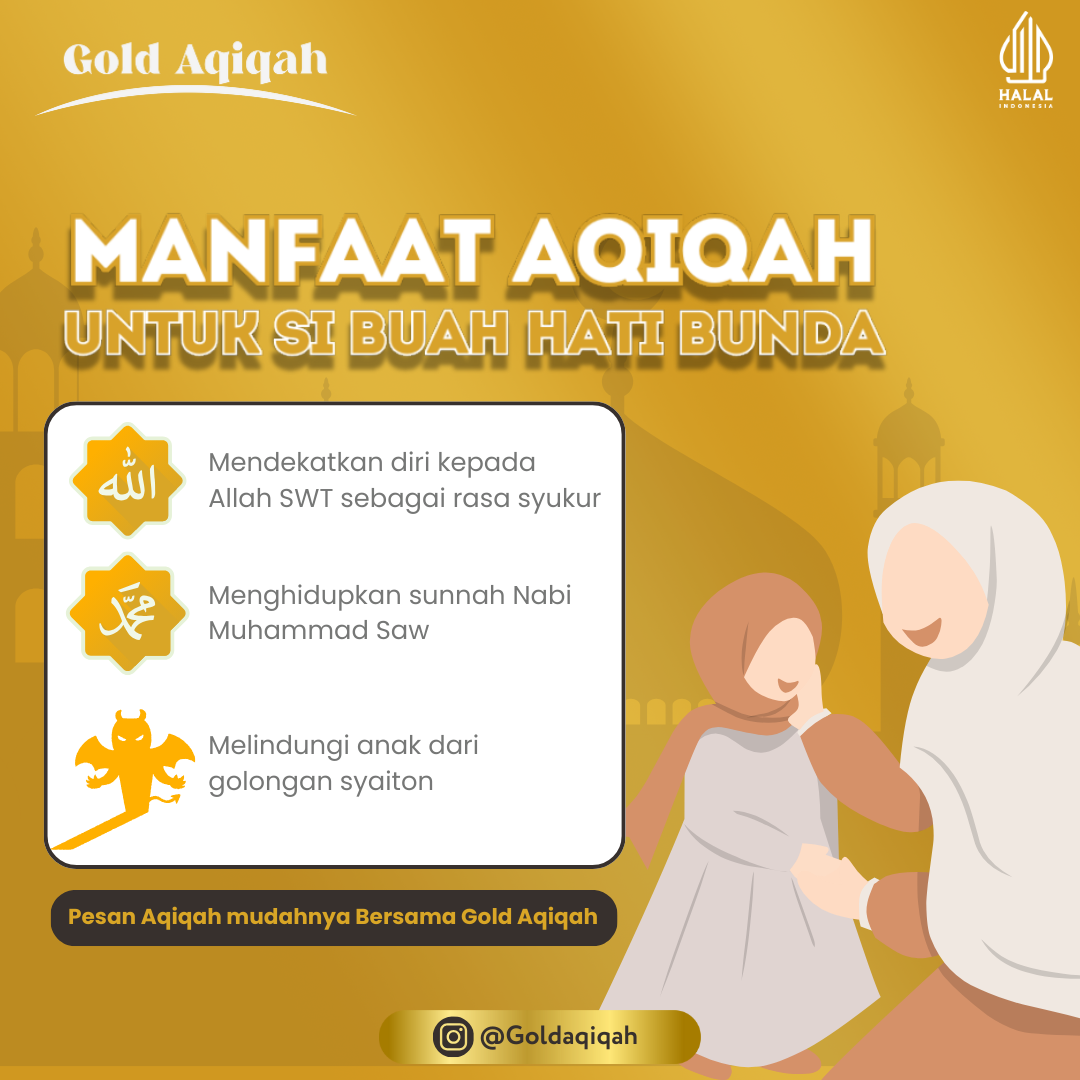 Gold Aqiqah
HALAL
INDONESIA
MANFAAT AQIQAH
UNTUK SI BUAH HATI BUNDA
الله
Mendekatkan diri kepada
Allah SWT sebagai rasa syukur
محمد
Menghidupkan sunnah Nabi
Muhammad Saw
Melindungi anak dari
golongan syaiton
Pesan Aqiqah mudahnya Bersama Gold Aqiqah
@Goldaqiqah